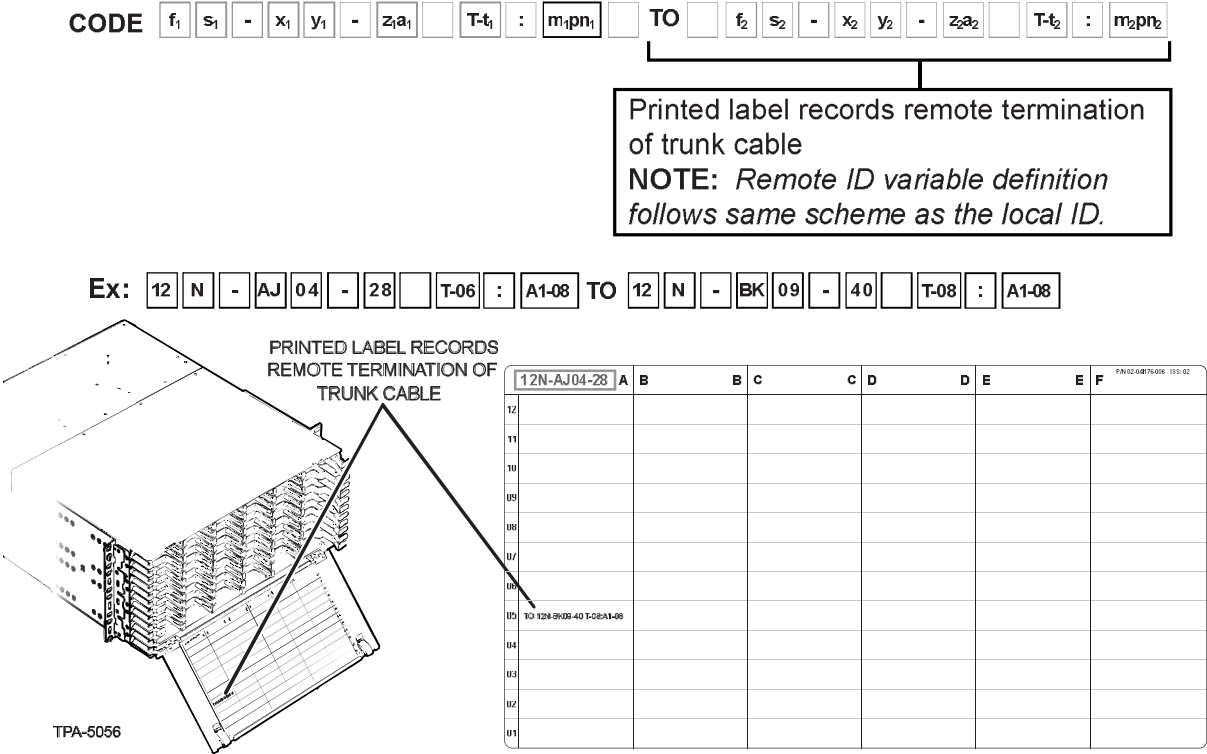 CODE f1 s1 - x1 y1 - z1a1 T-t1 : m1pn1 TO f2 s2 - x2 y2 - z2a2 T-t2 : m2pn2
Printed label records remote termination
of trunk cable
NOTE: Remote ID variable definition
follows same scheme as the local ID.
Ex: 12 N - AJ 04 - 28 T-06 : A1-08 TO 12 N - BK 09 - 40 T-08 : A1-08
PRINTED LABEL RECORDS
REMOTE TERMINATION OF
TRUNK CABLE
12N-AJ04-28 A B B C C D D E E F
12
11
10
09
08
07
06
05 TO 12N-BK09-40 T-08:A1-08
04
03
02
01
TPA-5056